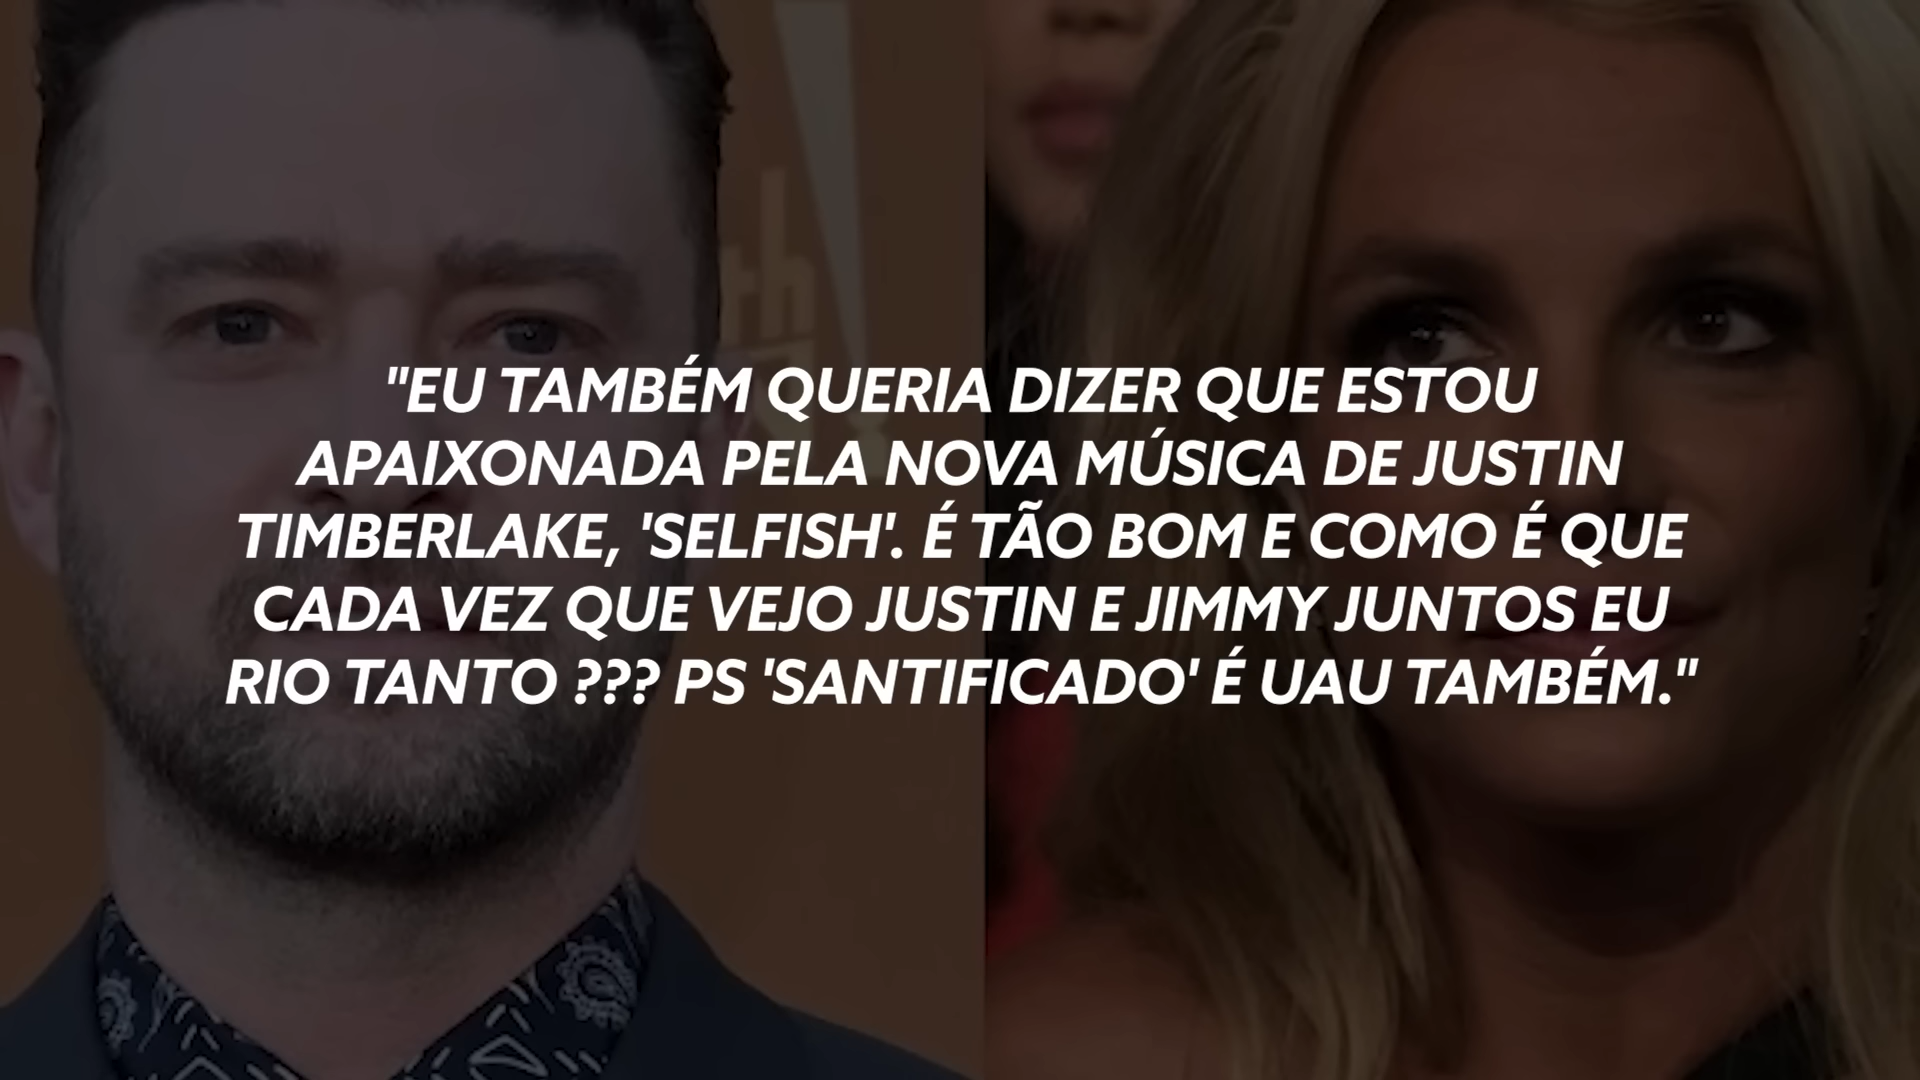 "EU TAMBÉM QUERIA DIZER QUE ESTOU
APAIXONADA PELA NOVA MÚSICA DE JUSTIN
TIMBERLAKE, 'SELFISH'. É TÃO BOM E COMO É QUE
CADA VEZ QUE VEJO JUSTIN E JIMMY JUNTOS EU
RIO TANTO ??? PS 'SANTIFICADO' É UAU TAMBÉM."